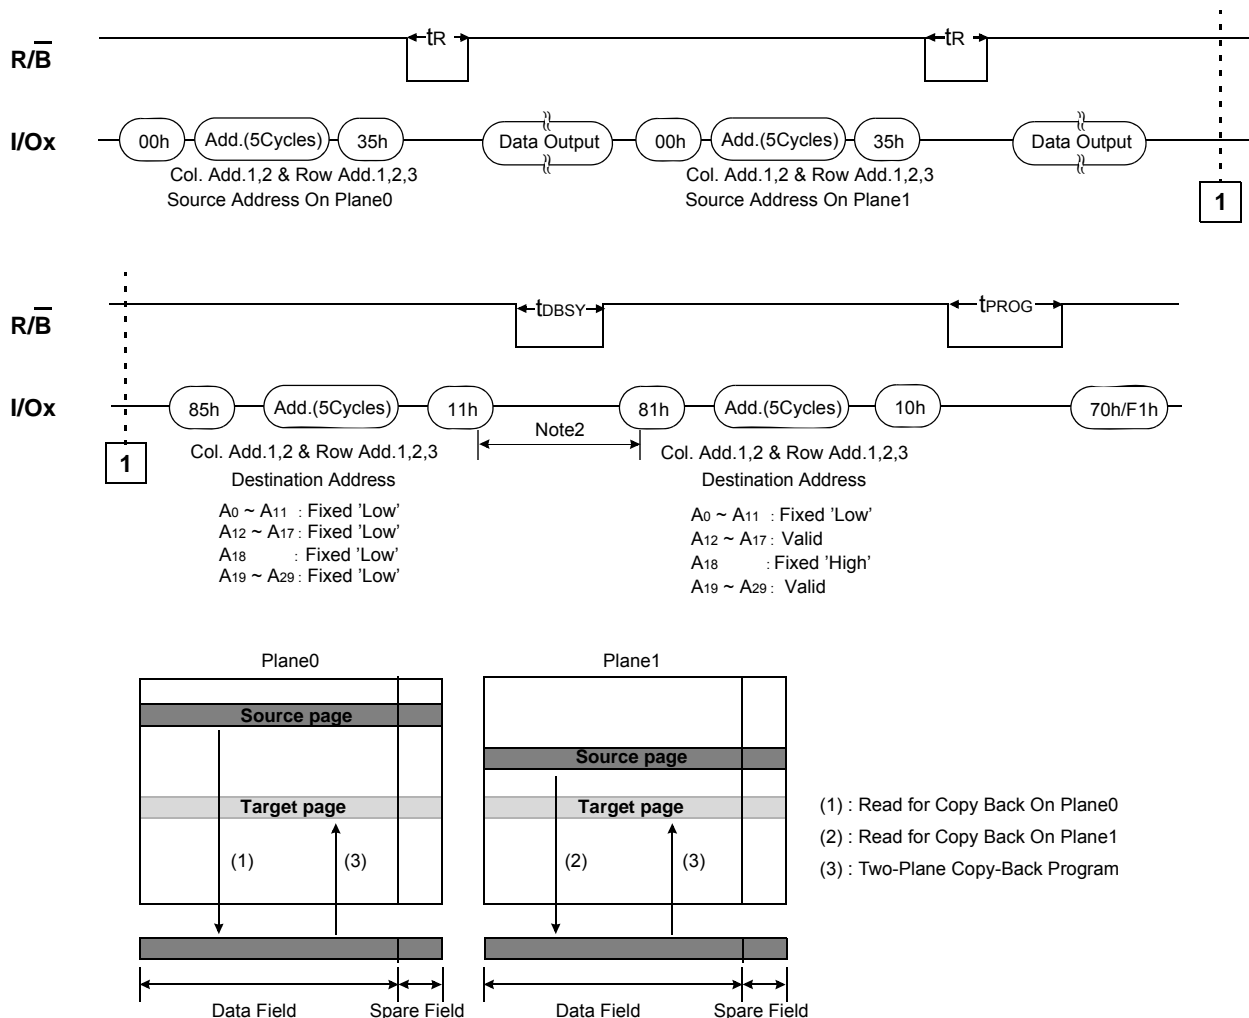 R/B tR tR
I/Ox 00h Add.(5Cycles) 35h Data Output 00h Add.(5Cycles) 35h Data Output
Col. Add.1,2 & Row Add.1,2,3 Col. Add.1,2 & Row Add.1,2,3
Source Address On Plane0 Source Address On Plane1
1
R/B tDBSY tPROG
I/Ox 85h Add.(5Cycles) 11h 81h Add.(5Cycles) 10h 70h/F1h
Note2
1
Col. Add.1,2 & Row Add.1,2,3 Col. Add.1,2 & Row Add.1,2,3
Destination Address Destination Address
A0 ~ A11 : Fixed 'Low' A0 ~ A11 : Fixed 'Low'
A12 ~ A17 : Fixed 'Low' A12 ~ A17 : Valid
A18 : Fixed 'Low' A18 : Fixed 'High'
A19 ~ A29 : Fixed 'Low' A19 ~ A29 : Valid
Plane0 Plane1
Source page
Source page
Target page Target page
(1) : Read for Copy Back On Plane0
(2) : Read for Copy Back On Plane1
(3) : Two-Plane Copy-Back Program
(1) (3) (2) (3)
Data Field Spare Field Data Field Spare Field